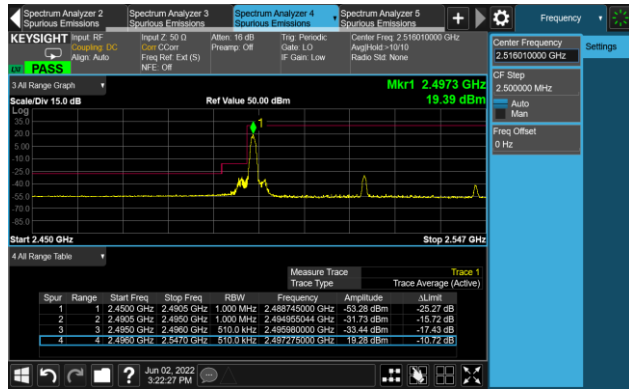 Spectrum Analyzer 2
Spurious Emissions
Spectrum Analyzer 3
Spurious Emissions
Spectrum Analyzer 4
Spurious Emissions
Spectrum Analyzer 5
Spurious Emissions
Frequency
KEYSIGHT
Input: RF
Coupling: DC
Align: Auto
Input Z: 50 Ω
Corr CCorr
Freq Ref: Ext (S)
NFE: Off
Atten: 16 dB
Preamp: Off
Trig: Periodic
Gate: LO
IF Gain: Low
Center Freq: 2.516010000 GHz
Avg|Hold:>10/10
Radio Std: None
PASS
Center Frequency
2.516010000 GHz
Settings
CF Step
2.500000 MHz
Auto
Man
Freq Offset
0 Hz
3 All Range Graph
Mkr1 2.4973 GHz
19.39 dBm
Scale/Div 15.0 dB
Ref Value 50.00 dBm
Log
35.0
20.0
5.00
-10.0
-25.0
-40.0
-55.0
-70.0
-85.0
1
Start 2.450 GHz
Stop 2.547 GHz
4 All Range Table
Measure Trace Trace 1
Trace Type Trace Average (Active)
Spur Range Start Freq Stop Freq RBW Frequency Amplitude ΔLimit
1 1 2.4500 GHz 2.4905 GHz 1.000 MHz 2.488745000 GHz -53.28 dBm -25.27 dB
2 2 2.4905 GHz 2.4950 GHz 1.000 MHz 2.494955044 GHz -31.73 dBm -15.72 dB
3 3 2.4950 GHz 2.4960 GHz 510.0 kHz 2.495980000 GHz -33.44 dBm -17.43 dB
4 4 2.4960 GHz 2.5470 GHz 510.0 kHz 2.497275000 GHz 19.28 dBm -10.72 dB
Jun 02, 2022
3:22:27 PM